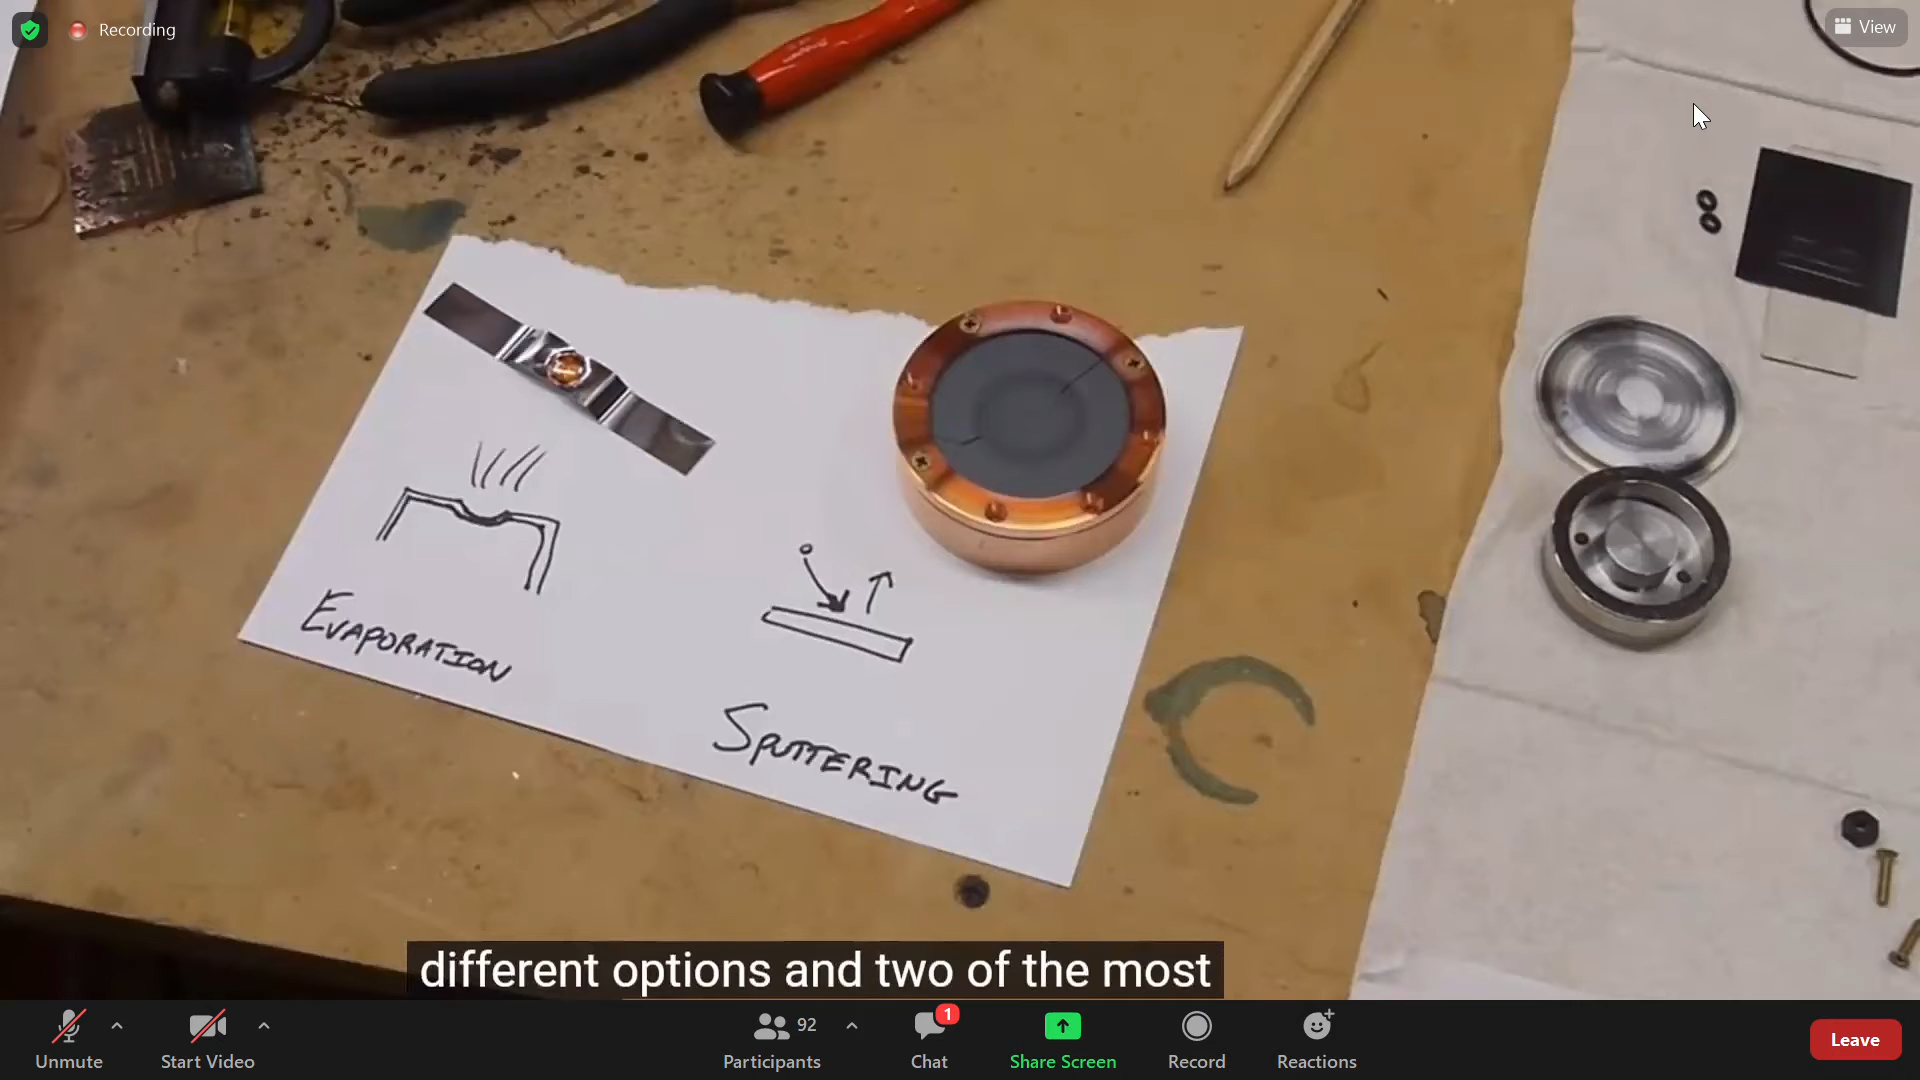 Recording
View
EVAPORATION
SPUTTERING
different options and two of the most
Unmute
Start Video
92
Participants
1
Chat
Share Screen
Record
Reactions
Leave